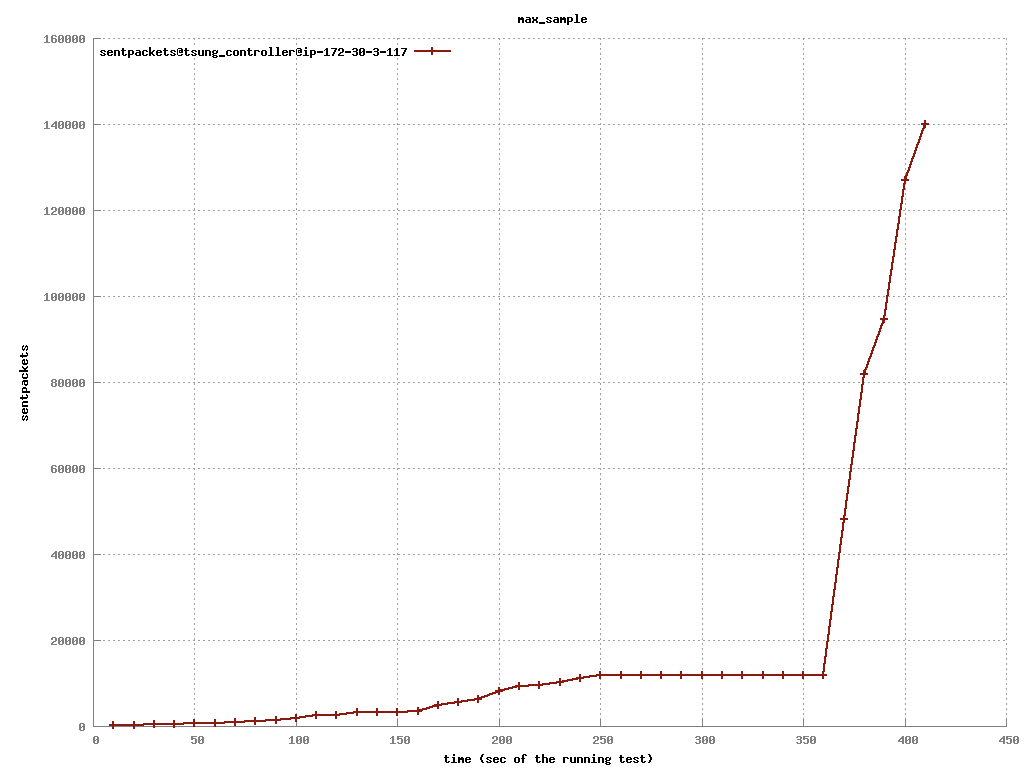 max_sample
sentpackets@tsung_controller@ip-172-30-3-117
160000
140000
120000
100000
80000
60000
40000
20000
0
sentpackets
0 50 100 150 200 250 300 350 400 450
time (sec of the running test)